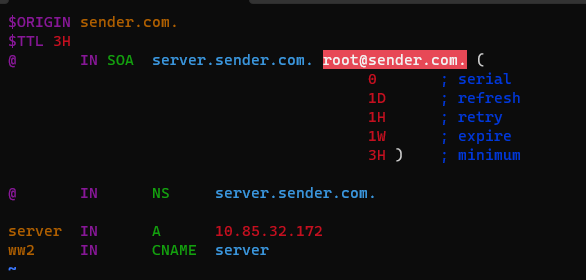 $ORIGIN sender.com.
$TTL 3H
@ IN SOA server.sender.com. root@sender.com. (
0 ; serial
1D ; refresh
1H ; retry
1W ; expire
3H ) ; minimum
@ IN NS server.sender.com.
server IN A 10.85.32.172
ww2 IN CNAME server
~